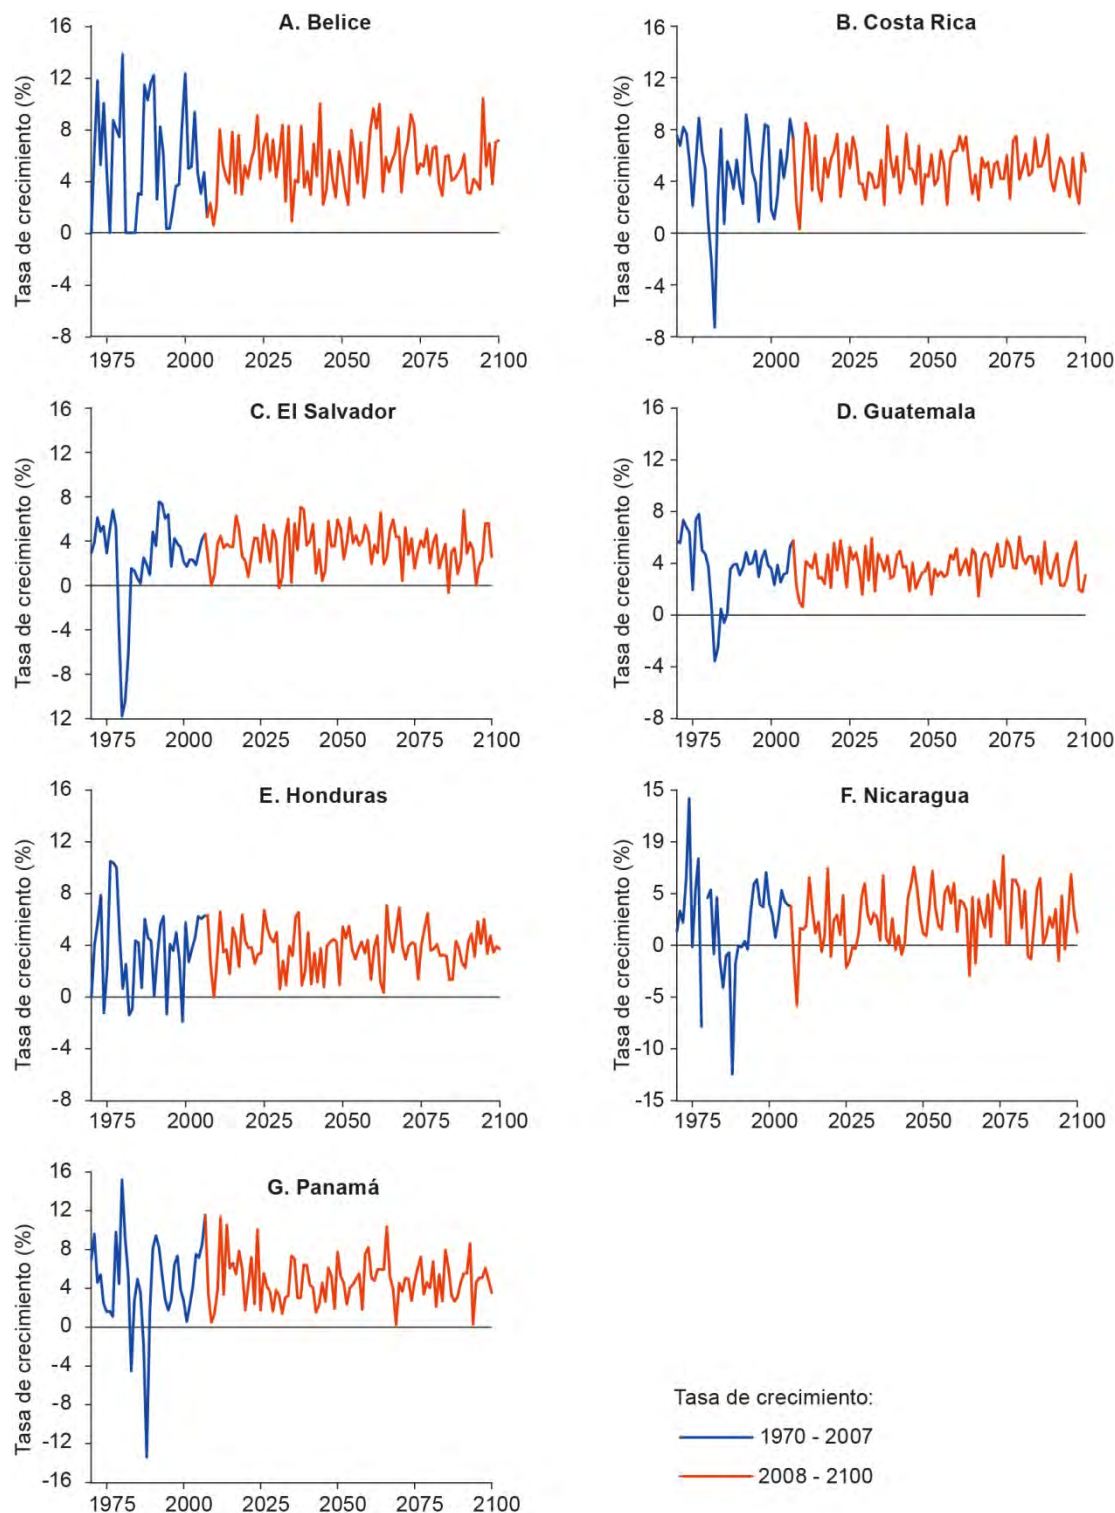 A. Belice
Tasa de crecimiento (%)
16
12
8
4
0
-4
-8
1975 2000 2025 2050 2075 2100
B. Costa Rica
Tasa de crecimiento (%)
16
12
8
4
0
-4
-8
1975 2000 2025 2050 2075 2100
C. El Salvador
Tasa de crecimiento (%)
16
12
8
4
0
-4
-8
12
1975 2000 2025 2050 2075 2100
D. Guatemala
Tasa de crecimiento (%)
16
12
8
4
0
-4
-8
1975 2000 2025 2050 2075 2100
E. Honduras
Tasa de crecimiento (%)
16
12
8
4
0
-4
-8
1975 2000 2025 2050 2075 2100
F. Nicaragua
Tasa de crecimiento (%)
15
19
5
0
-5
-10
-15
1975 2000 2025 2050 2075 2100
G. Panamá
Tasa de crecimiento (%)
16
12
8
4
0
-4
-8
-12
-16
1975 2000 2025 2050 2075 2100
Tasa de crecimiento:
1970 - 2007
2008 - 2100